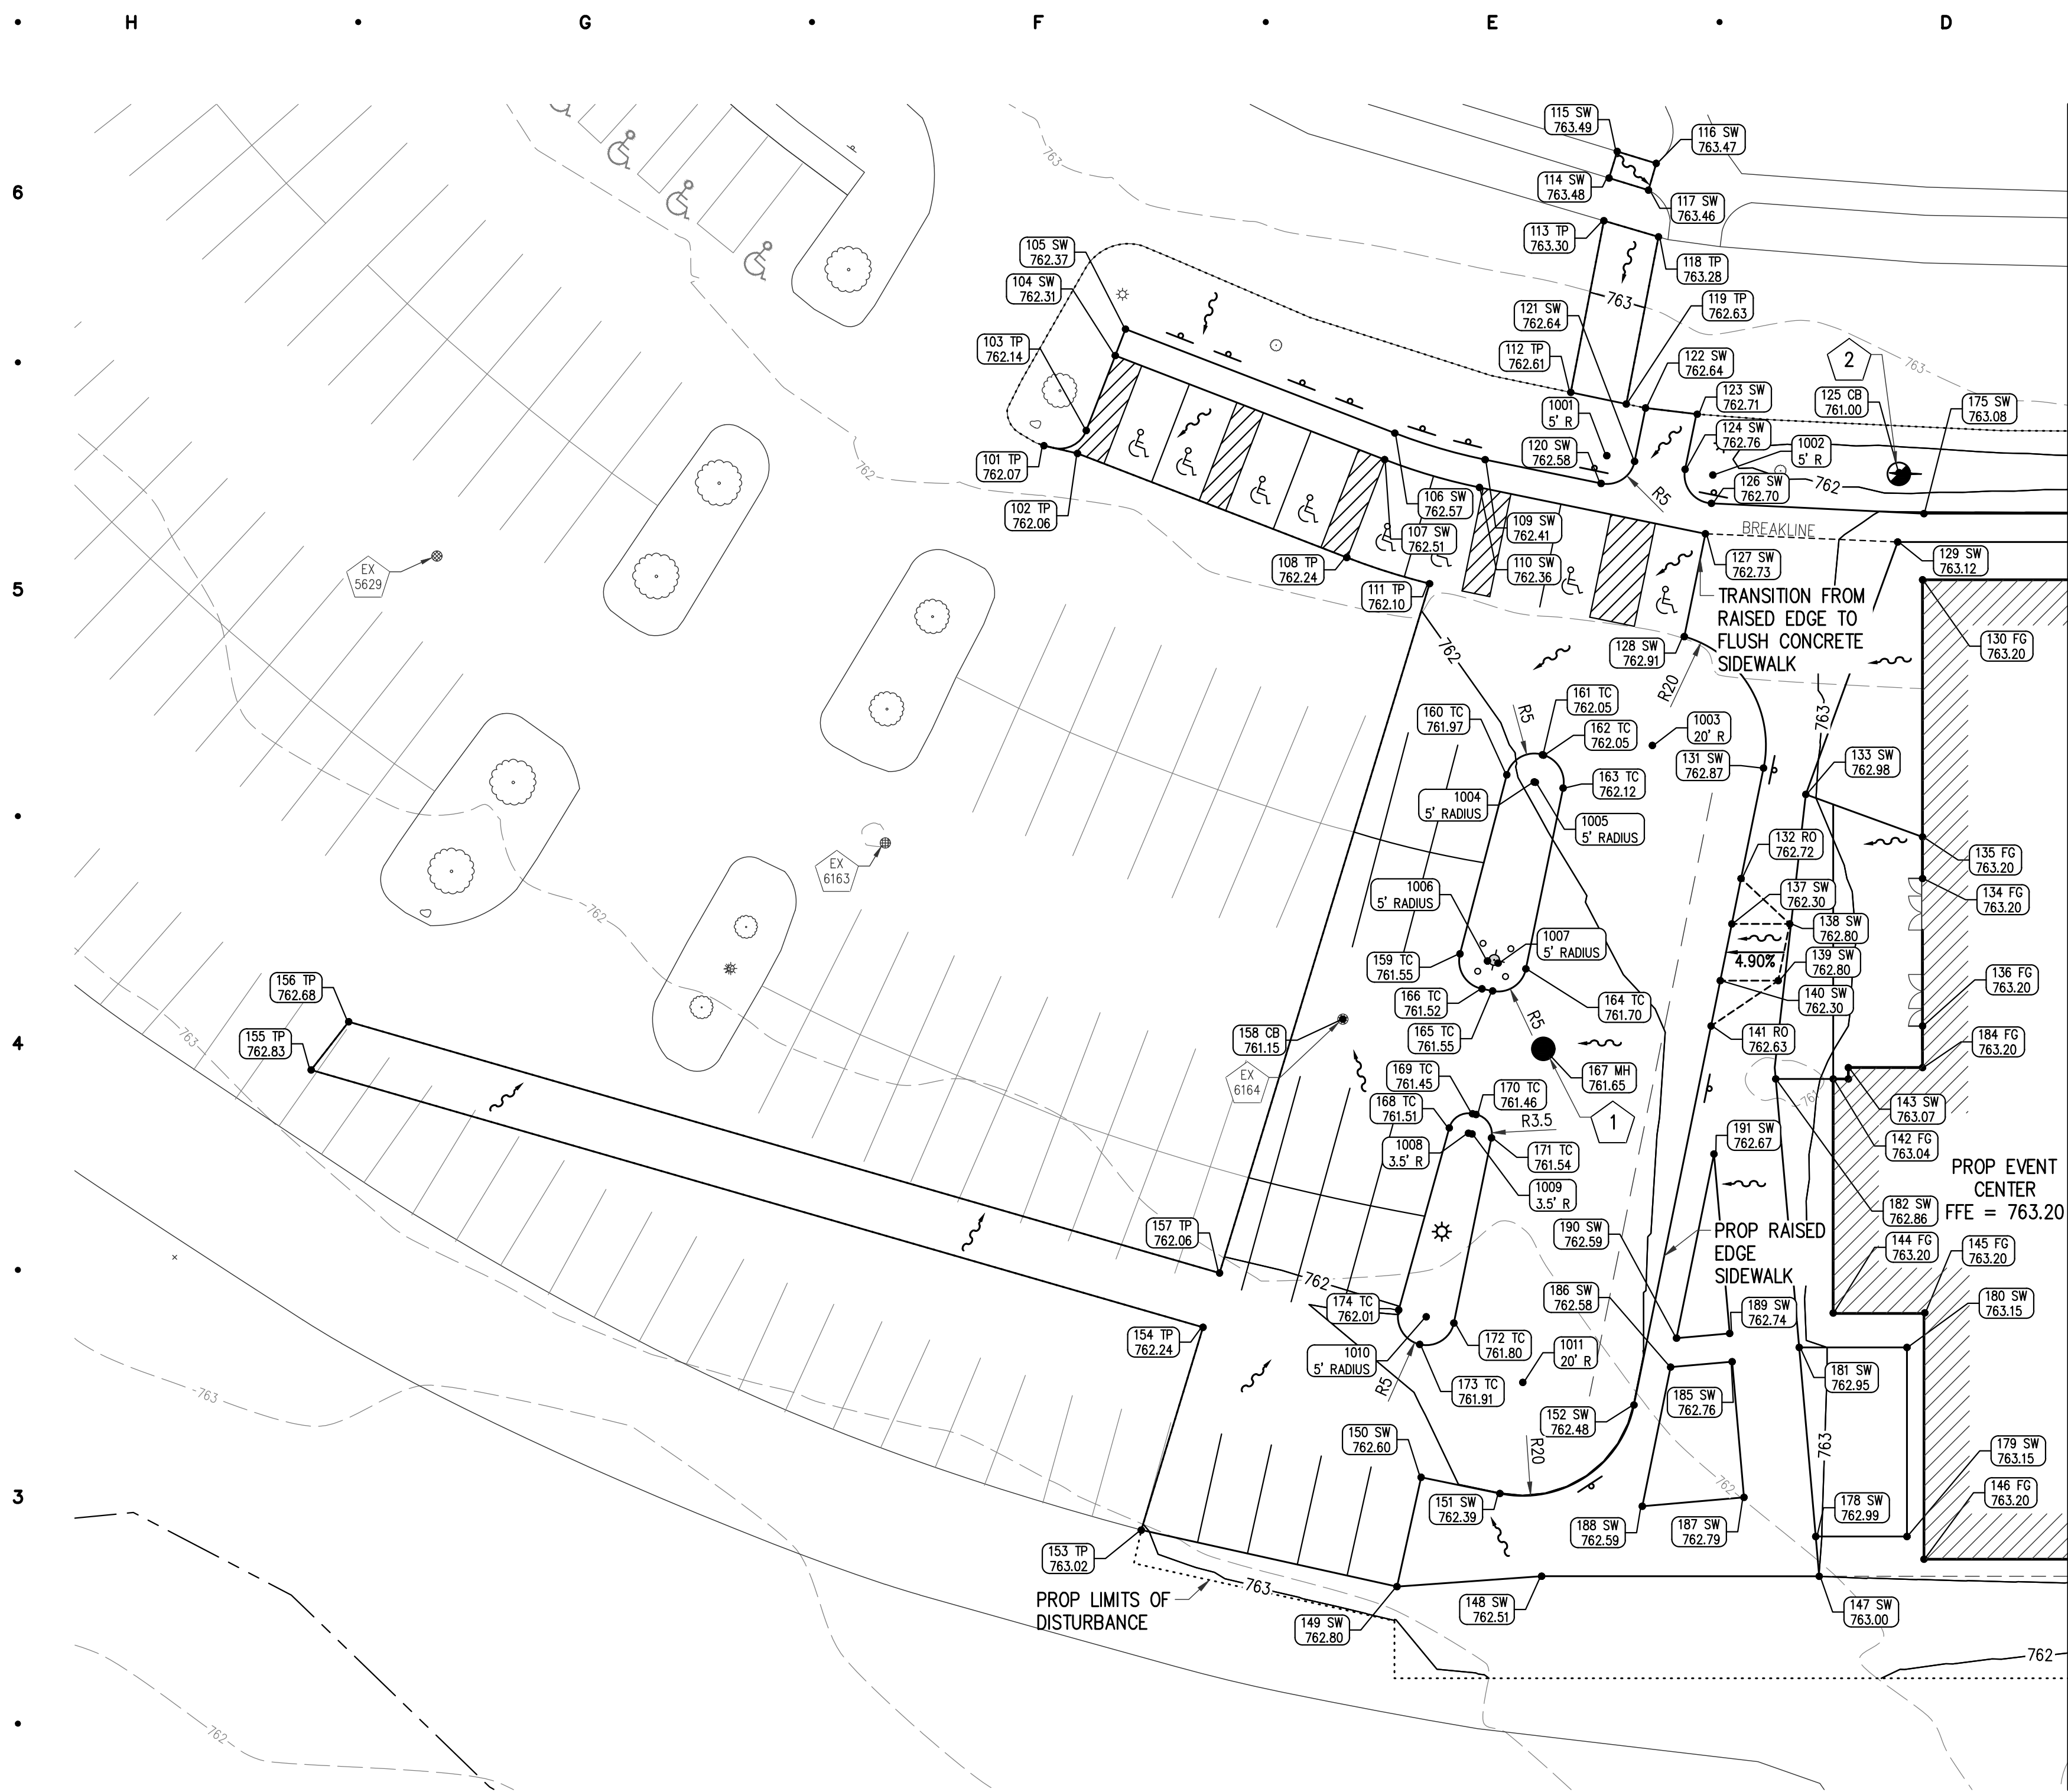 H
G
F
E
D
6
5
4
3
115 SW
763.49
116 SW
763.47
114 SW
763.48
117 SW
763.46
113 TP
763.30
118 TP
763.28
763
763
105 SW
762.37
104 SW
762.31
103 TP
762.14
121 SW
762.64
119 TP
762.63
112 TP
762.61
122 SW
762.64
2
763
1001
5' R
123 SW
762.71
125 CB
761.00
175 SW
763.08
124 SW
762.76
1002
5' R
120 SW
762.58
101 TP
762.07
762
126 SW
762.70
762
R5
102 TP
762.06
106 SW
762.57
109 SW
762.41
107 SW
762.51
BREAKLINE
108 TP
762.24
110 SW
762.36
127 SW
762.73
129 SW
763.12
EX
5629
111 TP
762.10
TRANSITION FROM
RAISED EDGE TO
FLUSH CONCRETE
SIDEWALK
762
128 SW
762.91
130 FG
763.20
R20
161 TC
762.05
160 TC
761.97
R5
162 TC
762.05
1003
20' R
763
131 SW
762.87
133 SW
762.98
163 TC
762.12
1004
5' RADIUS
1005
5' RADIUS
132 RO
762.72
135 FG
763.20
EX
6163
1006
5' RADIUS
137 SW
762.30
134 FG
763.20
762
138 SW
762.80
1007
5' RADIUS
159 TC
761.55
4.90%
139 SW
762.80
136 FG
763.20
156 TP
762.68
166 TC
761.52
164 TC
761.70
140 SW
762.30
R5
763
155 TP
762.83
158 CB
761.15
165 TC
761.55
141 RO
762.63
184 FG
763.20
EX
6164
169 TC
761.45
170 TC
761.46
167 MH
761.65
168 TC
761.51
R3.5
1
143 SW
763.07
1008
3.5' R
171 TC
761.54
191 SW
762.67
142 FG
763.04
1009
3.5' R
PROP EVENT
CENTER
FFE = 763.20
182 SW
762.86
157 TP
762.06
190 SW
762.59
PROP RAISED
EDGE
SIDEWALK
144 FG
763.20
145 FG
763.20
762
174 TC
762.01
186 SW
762.58
189 SW
762.74
180 SW
763.15
154 TP
762.24
172 TC
761.80
1010
5' RADIUS
1011
20' R
181 SW
762.95
R5
173 TC
761.91
185 SW
762.76
763
152 SW
762.48
150 SW
762.60
R20
763
179 SW
763.15
762
151 SW
762.39
146 FG
763.20
178 SW
762.99
188 SW
762.59
187 SW
762.79
153 TP
763.02
763
PROP LIMITS OF
DISTURBANCE
148 SW
762.51
147 SW
763.00
149 SW
762.80
762
762